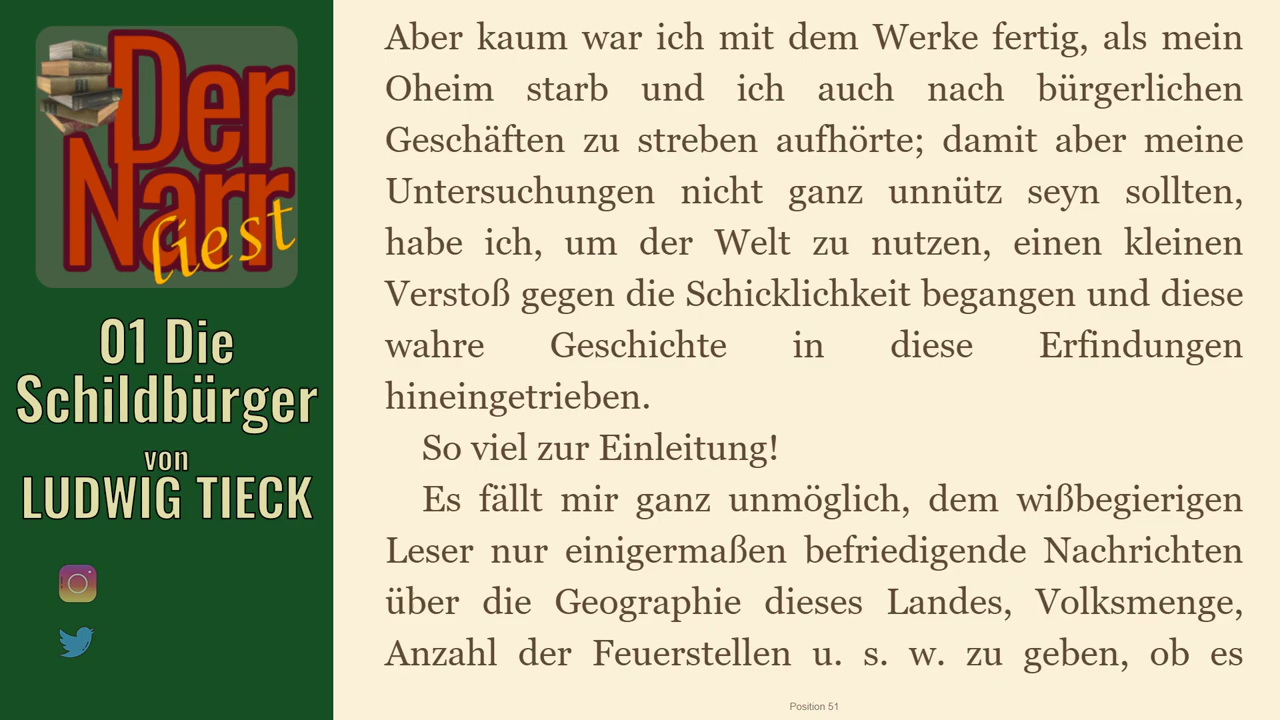 Der
Narr
liest
01 Die
Schildbürger
von
LUDWIG TIECK
Aber kaum war ich mit dem Werke fertig, als mein
Oheim starb und ich auch nach bürgerlichen
Geschäften zu streben aufhörte; damit aber meine
Untersuchungen nicht ganz unnütz seyn sollten,
habe ich, um der Welt zu nutzen, einen kleinen
Verstoß gegen die Schicklichkeit begangen und diese
wahre Geschichte in diese Erfindungen
hineingetrieben.
So viel zur Einleitung!
Es fällt mir ganz unmöglich, dem wißbegierigen
Leser nur einigermaßen befriedigende Nachrichten
über die Geographie dieses Landes, Volksmenge,
Anzahl der Feuerstellen u. s. w. zu geben, ob es
Position 51